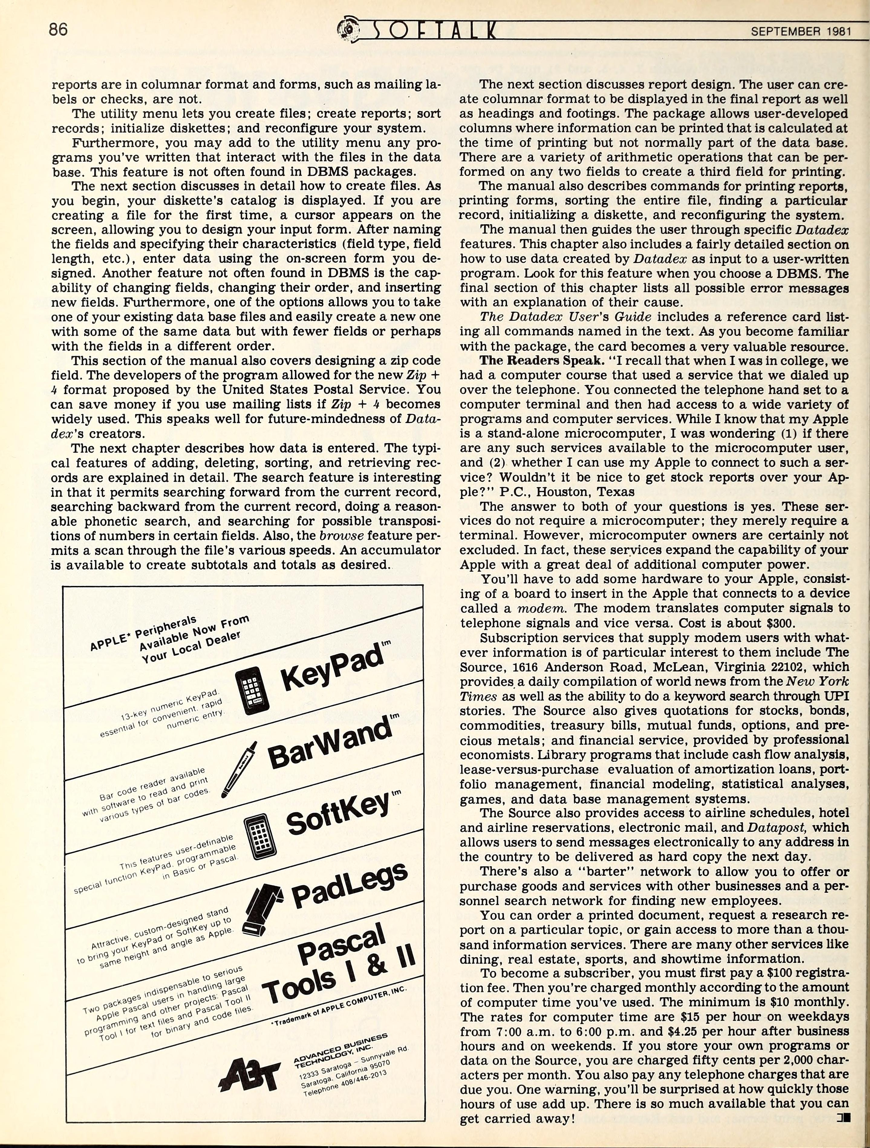 86
SOFTALK
SEPTEMBER 1981
reports are in columnar format and forms, such as mailing la-
bels or checks, are not.
The utility menu lets you create files; create reports; sort
records; initialize diskettes; and reconfigure your system.
Furthermore, you may add to the utility menu any pro-
grams you've written that interact with the files in the data
base. This feature is not often found in DBMS packages.
The next section discusses in detail how to create files. As
you begin, your diskette's catalog is displayed. If you are
creating a file for the first time, a cursor appears on the
screen, allowing you to design your input form. After naming
the fields and specifying their characteristics (field type, field
length, etc.), enter data using the on-screen form you de-
signed. Another feature not often found in DBMS is the cap-
ability of changing fields, changing their order, and inserting
new fields. Furthermore, one of the options allows you to take
one of your existing data base files and easily create a new one
with some of the same data but with fewer fields or perhaps
with the fields in a different order.
This section of the manual also covers designing a zip code
field. The developers of the program allowed for the new Zip +
4 format proposed by the United States Postal Service. You
can save money if you use mailing lists if Zip + 4 becomes
widely used. This speaks well for future-mindedness of Data-
dex's creators.
The next chapter describes how data is entered. The typi-
cal features of adding, deleting, sorting, and retrieving rec-
ords are explained in detail. The search feature is interesting
in that it permits searching forward from the current record,
searching backward from the current record, doing a reason-
able phonetic search, and searching for possible transposi-
tions of numbers in certain fields. Also, the browse feature per-
mits a scan through the file's various speeds. An accumulator
is available to create subtotals and totals as desired.
APPLE* Peripherals
Available Now From
Your Local Dealer
KeyPad™
13-key numeric KeyPad,
essential for convenient, rapid
numeric entry.
BarWand™
Bar code reader available
with software to read and print
various types of bar codes.
SoftKey™
This features user-definable
special function KeyPad, programmable
in Basic or Pascal.
PadLegs
Attractive, custom-designed stand
to bring your KeyPad or SoftKey up to
same height and angle as Apple.
Pascal
Tools I & II
Two packages indispensable to serious
Apple Pascal users in handling large
programming and other projects: Pascal
Tool I for text files and Pascal Tool II
for binary and code files.
*Trademark of APPLE COMPUTER, INC.
ABT
ADVANCED BUSINESS
TECHNOLOGY, INC.
12333 Saratoga – Sunnyvale Rd.
Saratoga, California 95070
Telephone 408/446-2013
The next section discusses report design. The user can cre-
ate columnar format to be displayed in the final report as well
as headings and footings. The package allows user-developed
columns where information can be printed that is calculated at
the time of printing but not normally part of the data base.
There are a variety of arithmetic operations that can be per-
formed on any two fields to create a third field for printing.
The manual also describes commands for printing reports,
printing forms, sorting the entire file, finding a particular
record, initializing a diskette, and reconfiguring the system.
The manual then guides the user through specific Datadex
features. This chapter also includes a fairly detailed section on
how to use data created by Datadex as input to a user-written
program. Look for this feature when you choose a DBMS. The
final section of this chapter lists all possible error messages
with an explanation of their cause.
The Datadex User's Guide includes a reference card list-
ing all commands named in the text. As you become familiar
with the package, the card becomes a very valuable resource.
The Readers Speak. "I recall that when I was in college, we
had a computer course that used a service that we dialed up
over the telephone. You connected the telephone hand set to a
computer terminal and then had access to a wide variety of
programs and computer services. While I know that my Apple
is a stand-alone microcomputer, I was wondering (1) if there
are any such services available to the microcomputer user,
and (2) whether I can use my Apple to connect to such a ser-
vice? Wouldn't it be nice to get stock reports over your Ap-
ple?" P.C., Houston, Texas
The answer to both of your questions is yes. These ser-
vices do not require a microcomputer; they merely require a
terminal. However, microcomputer owners are certainly not
excluded. In fact, these services expand the capability of your
Apple with a great deal of additional computer power.
You'll have to add some hardware to your Apple, consist-
ing of a board to insert in the Apple that connects to a device
called a modem. The modem translates computer signals to
telephone signals and vice versa. Cost is about $300.
Subscription services that supply modem users with what-
ever information is of particular interest to them include The
Source, 1616 Anderson Road, McLean, Virginia 22102, which
provides a daily compilation of world news from the New York
Times as well as the ability to do a keyword search through UPI
stories. The Source also gives quotations for stocks, bonds,
commodities, treasury bills, mutual funds, options, and pre-
cious metals; and financial service, provided by professional
economists. Library programs that include cash flow analysis,
lease-versus-purchase evaluation of amortization loans, port-
folio management, financial modeling, statistical analyses,
games, and data base management systems.
The Source also provides access to airline schedules, hotel
and airline reservations, electronic mail, and Datapost, which
allows users to send messages electronically to any address in
the country to be delivered as hard copy the next day.
There's also a "barter" network to allow you to offer or
purchase goods and services with other businesses and a per-
sonnel search network for finding new employees.
You can order a printed document, request a research re-
port on a particular topic, or gain access to more than a thou-
sand information services. There are many other services like
dining, real estate, sports, and showtime information.
To become a subscriber, you must first pay a $100 registra-
tion fee. Then you're charged monthly according to the amount
of computer time you've used. The minimum is $10 monthly.
The rates for computer time are $15 per hour on weekdays
from 7:00 a.m. to 6:00 p.m. and $4.25 per hour after business
hours and on weekends. If you store your own programs or
data on the Source, you are charged fifty cents per 2,000 char-
acters per month. You also pay any telephone charges that are
due you. One warning, you'll be surprised at how quickly those
hours of use add up. There is so much available that you can
get carried away!